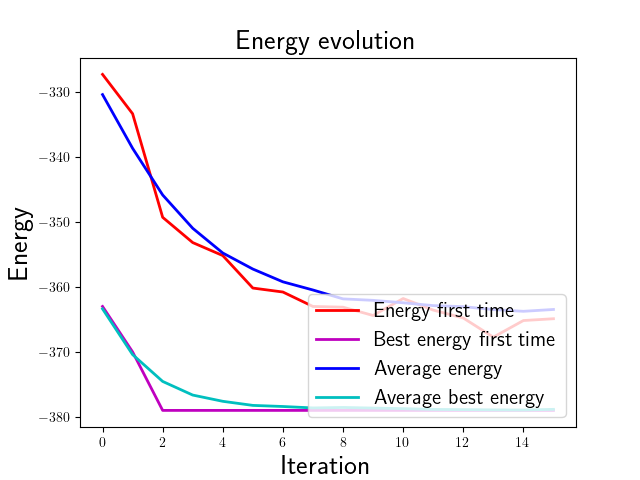 Energy evolution
Energy
−330
−340
−350
−360
−370
−380
Energy first time
Best energy first time
Average energy
Average best energy
0 2 4 6 8 10 12 14
Iteration